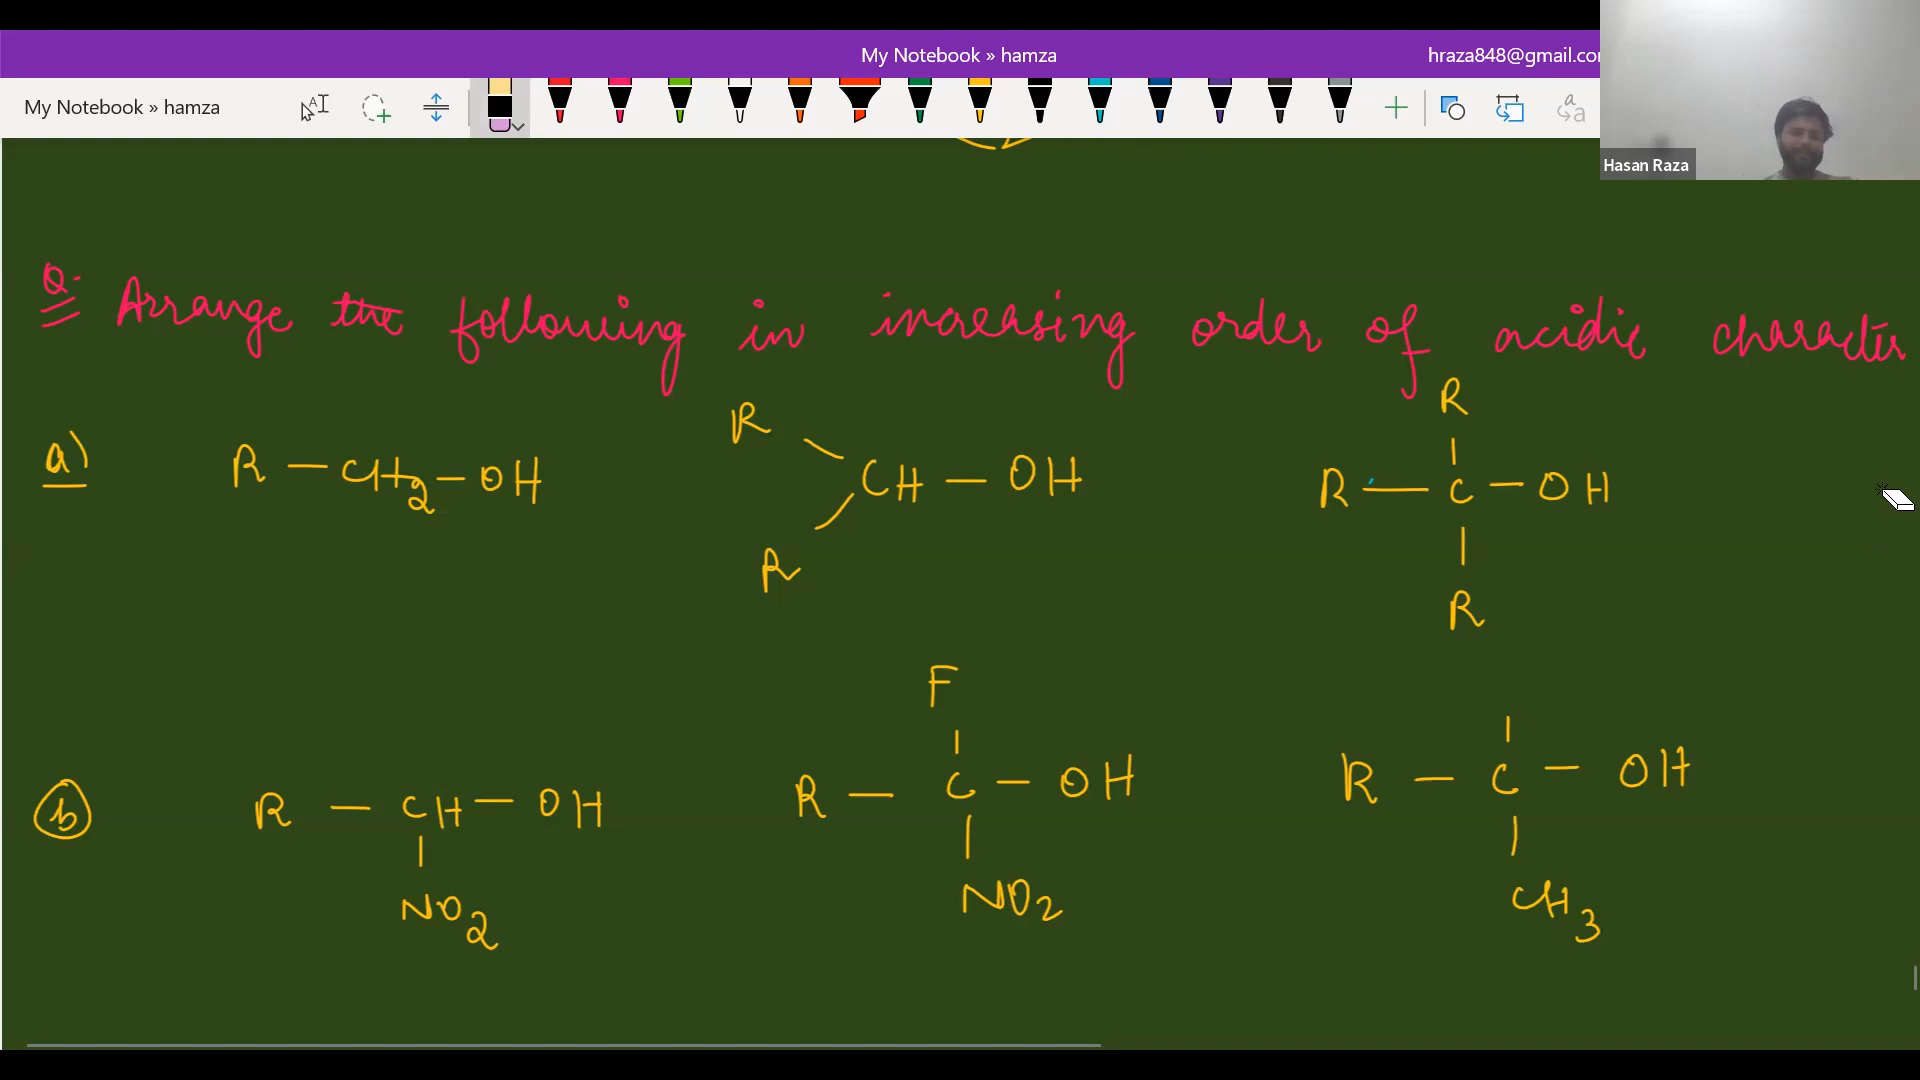 My Notebook » hamza
hraza848@gmail.co
My Notebook » hamza
Hasan Raza
Q. Arrange the following in increasing order of acidic character
a) R — CH2 — OH
R
R
CH — OH
R
R — C — OH
R
b) R — CH — OH
NO2
F
R — C — OH
NO2
R — C — OH
CH3